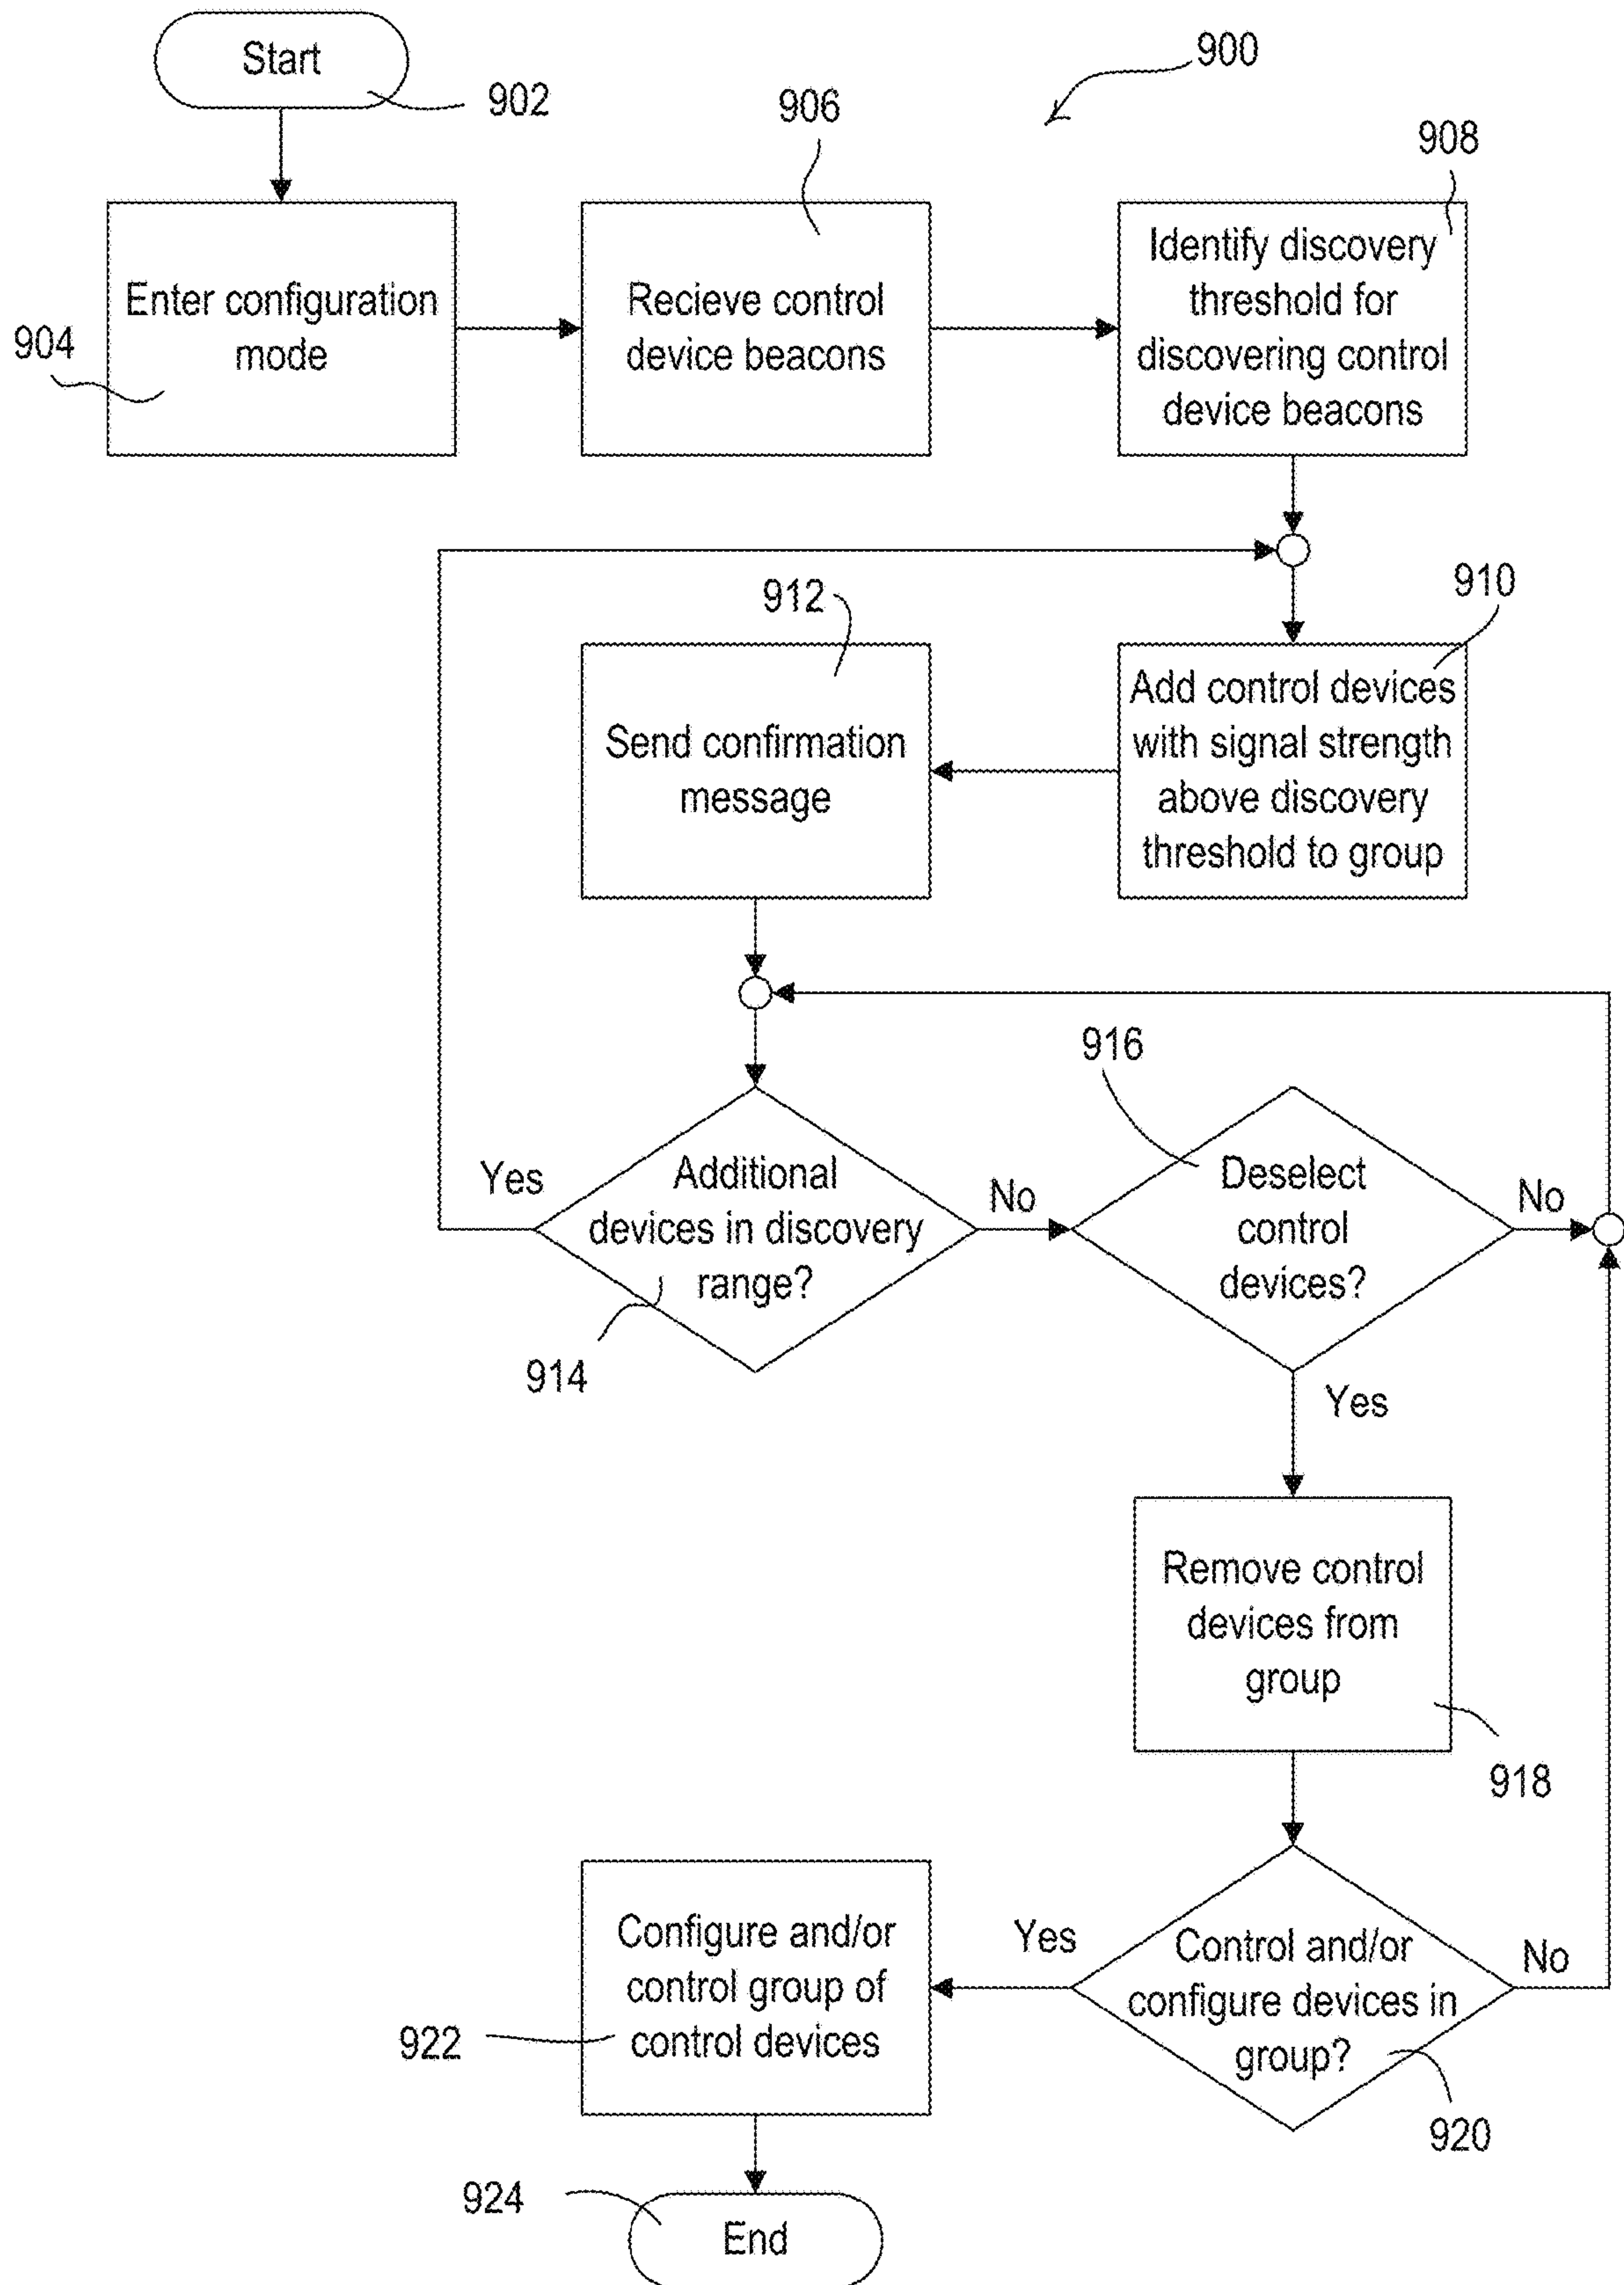 Start
902
900
906
908
904
Enter configuration
mode
Recieve control
device beacons
Identify discovery
threshold for
discovering control
device beacons
912
910
Send confirmation
message
Add control devices
with signal strength
above discovery
threshold to group
916
Yes
Additional
devices in discovery
range?
No
Deselect
control
devices?
No
914
Yes
Remove control
devices from
group
918
Configure and/or
control group of
control devices
Yes
Control and/or
configure devices in
group?
No
922
920
924
End